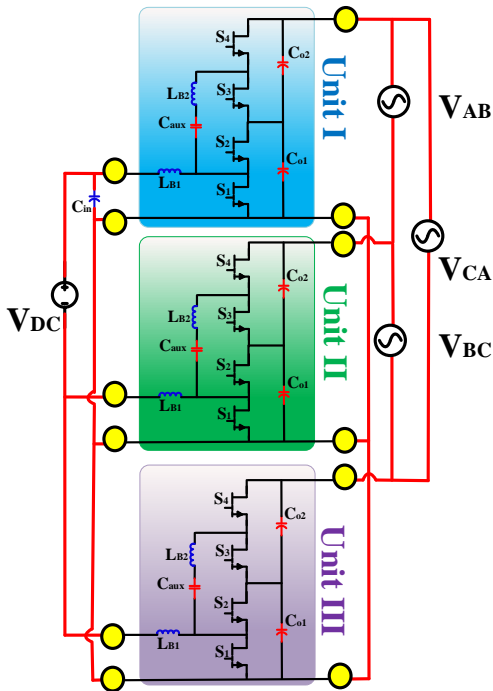 S4
Co2
LB2
S3
Caux
S2
Co1
LB1
S1
Unit I
VAB
Cin
VCA
VDC
VBC
S4
Co2
LB2
S3
Caux
S2
Co1
LB1
S1
Unit II
S4
Co2
LB2
S3
Caux
S2
Co1
LB1
S1
Unit III